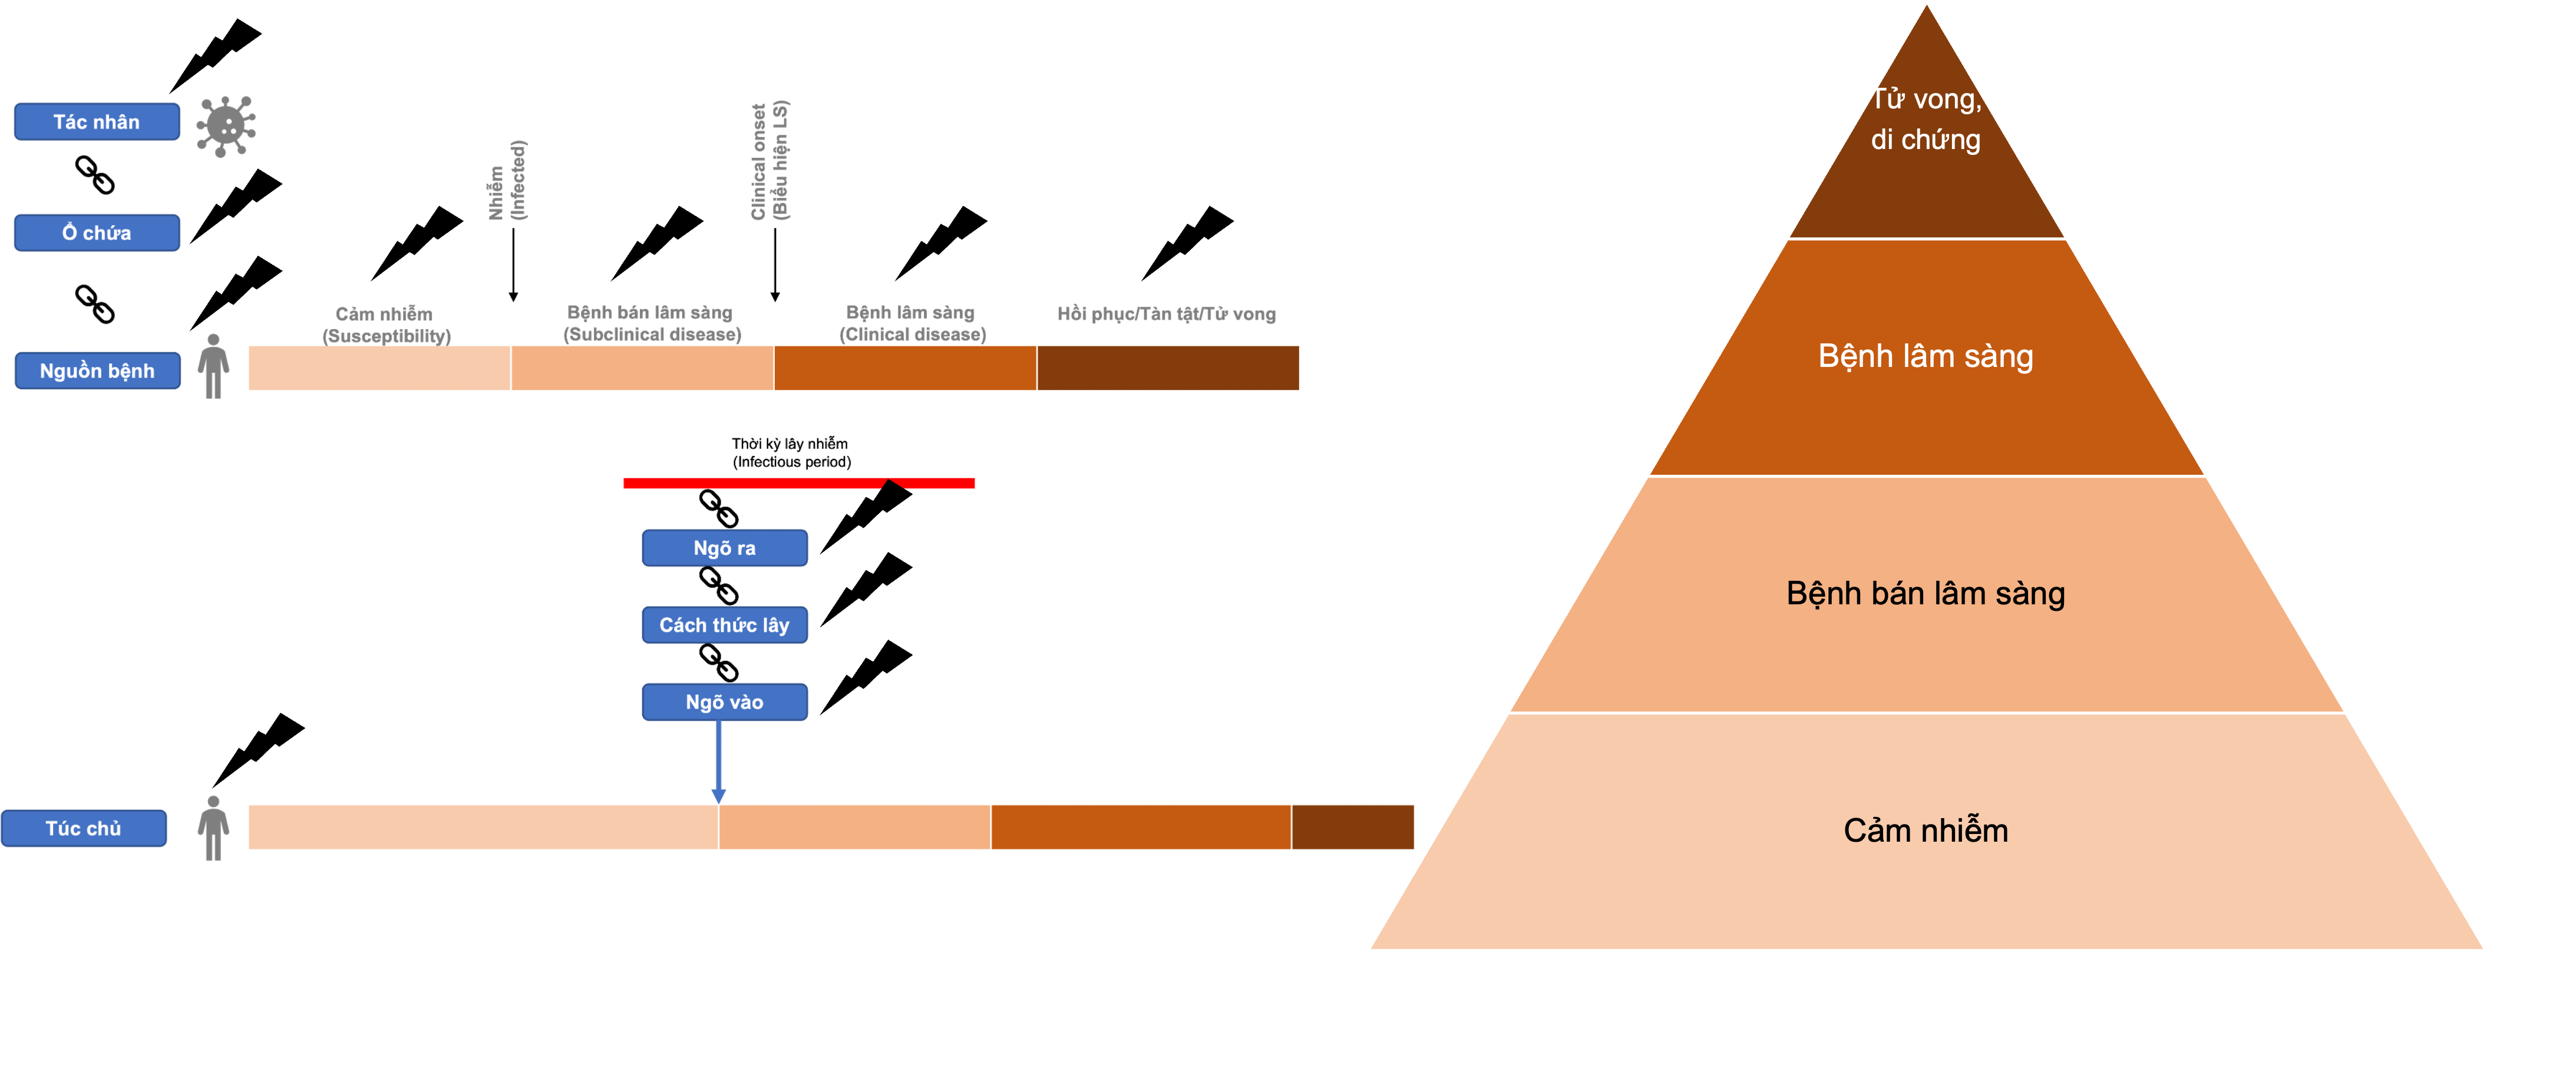 Tác nhân
Ổ chứa
Nguồn bệnh
Nhiễm
(Infected)
Clinical onset
(Biểu hiện LS)
Cảm nhiễm
(Susceptibility)
Bệnh bán lâm sàng
(Subclinical disease)
Bệnh lâm sàng
(Clinical disease)
Hồi phục/Tàn tật/Tử vong
Thời kỳ lây nhiễm
(Infectious period)
Ngõ ra
Cách thức lây
Ngõ vào
Túc chủ
Tử vong,
di chứng
Bệnh lâm sàng
Bệnh bán lâm sàng
Cảm nhiễm